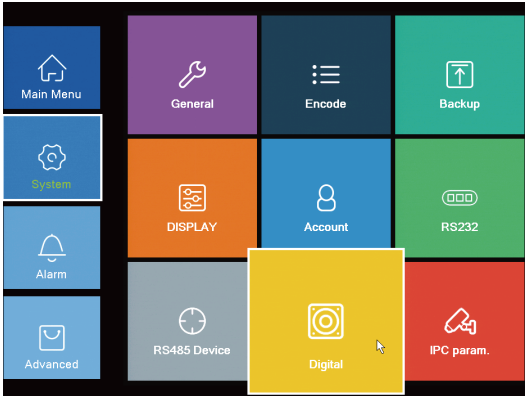 Main Menu
System
Alarm
Advanced
General
Encode
Backup
DISPLAY
Account
RS232
RS485 Device
Digital
IPC param.